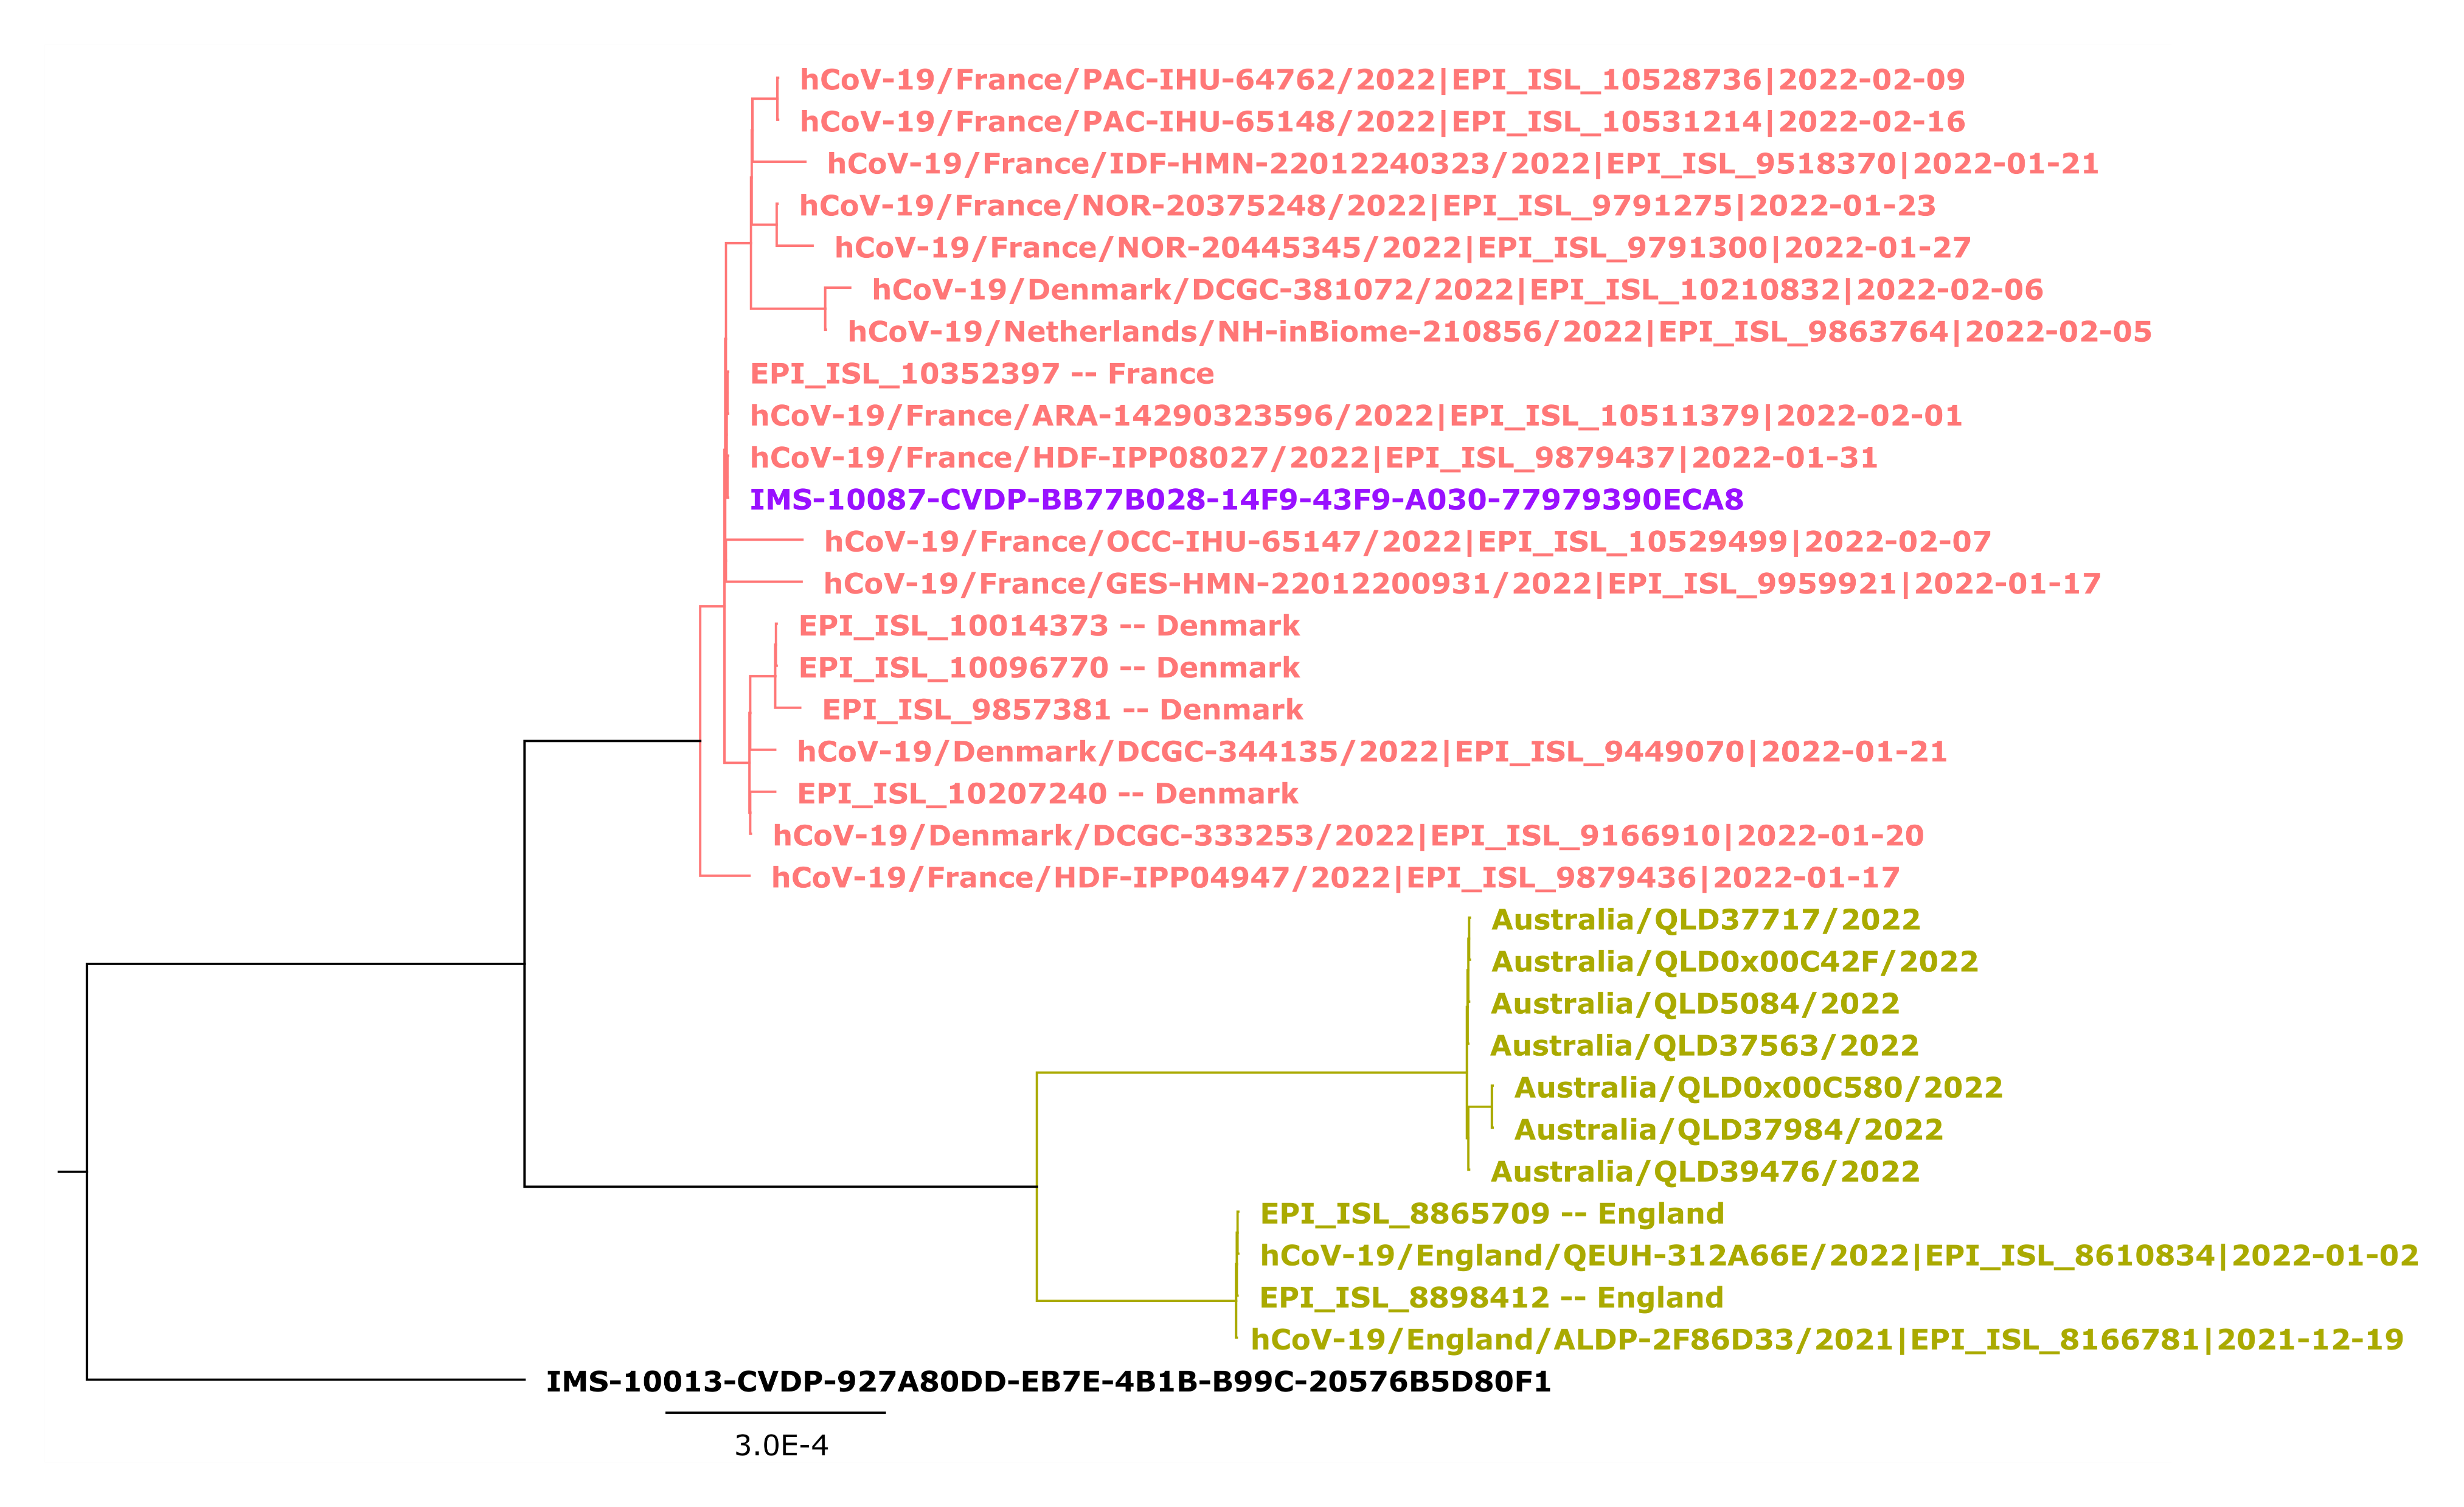 hCoV-19/France/PAC-IHU-64762/2022|EPI_ISL_10528736|2022-02-09
hCoV-19/France/PAC-IHU-65148/2022|EPI_ISL_10531214|2022-02-16
hCoV-19/France/IDF-HMN-22012240323/2022|EPI_ISL_9518370|2022-01-21
hCoV-19/France/NOR-20375248/2022|EPI_ISL_9791275|2022-01-23
hCoV-19/France/NOR-20445345/2022|EPI_ISL_9791300|2022-01-27
hCoV-19/Denmark/DCGC-381072/2022|EPI_ISL_10210832|2022-02-06
hCoV-19/Netherlands/NH-inBiome-210856/2022|EPI_ISL_9863764|2022-02-05
EPI_ISL_10352397 -- France
hCoV-19/France/ARA-14290323596/2022|EPI_ISL_10511379|2022-02-01
hCoV-19/France/HDF-IPP08027/2022|EPI_ISL_9879437|2022-01-31
IMS-10087-CVDP-BB77B028-14F9-43F9-A030-77979390ECA8
hCoV-19/France/OCC-IHU-65147/2022|EPI_ISL_10529499|2022-02-07
hCoV-19/France/GES-HMN-22012200931/2022|EPI_ISL_9959921|2022-01-17
EPI_ISL_10014373 -- Denmark
EPI_ISL_10096770 -- Denmark
EPI_ISL_9857381 -- Denmark
hCoV-19/Denmark/DCGC-344135/2022|EPI_ISL_9449070|2022-01-21
EPI_ISL_10207240 -- Denmark
hCoV-19/Denmark/DCGC-333253/2022|EPI_ISL_9166910|2022-01-20
hCoV-19/France/HDF-IPP04947/2022|EPI_ISL_9879436|2022-01-17
Australia/QLD37717/2022
Australia/QLD0x00C42F/2022
Australia/QLD5084/2022
Australia/QLD37563/2022
Australia/QLD0x00C580/2022
Australia/QLD37984/2022
Australia/QLD39476/2022
EPI_ISL_8865709 -- England
hCoV-19/England/QEUH-312A66E/2022|EPI_ISL_8610834|2022-01-02
EPI_ISL_8898412 -- England
hCoV-19/England/ALDP-2F86D33/2021|EPI_ISL_8166781|2021-12-19
IMS-10013-CVDP-927A80DD-EB7E-4B1B-B99C-20576B5D80F1
3.0E-4